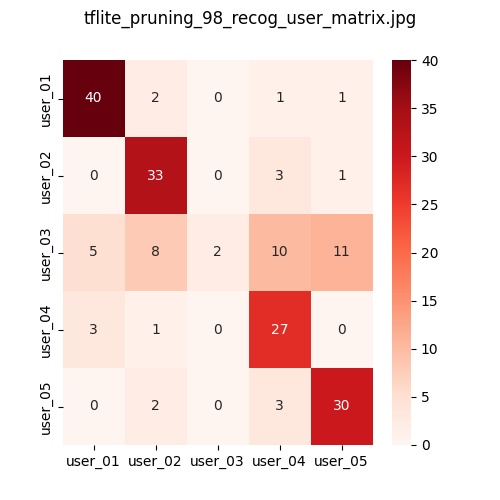 tflite_pruning_98_recog_user_matrix.jpg
user_01 40 2 0 1 1
user_02 0 33 0 3 1
user_03 5 8 2 10 11
user_04 3 1 0 27 0
user_05 0 2 0 3 30
user_01 user_02 user_03 user_04 user_05
40
35
30
25
20
15
10
5
0